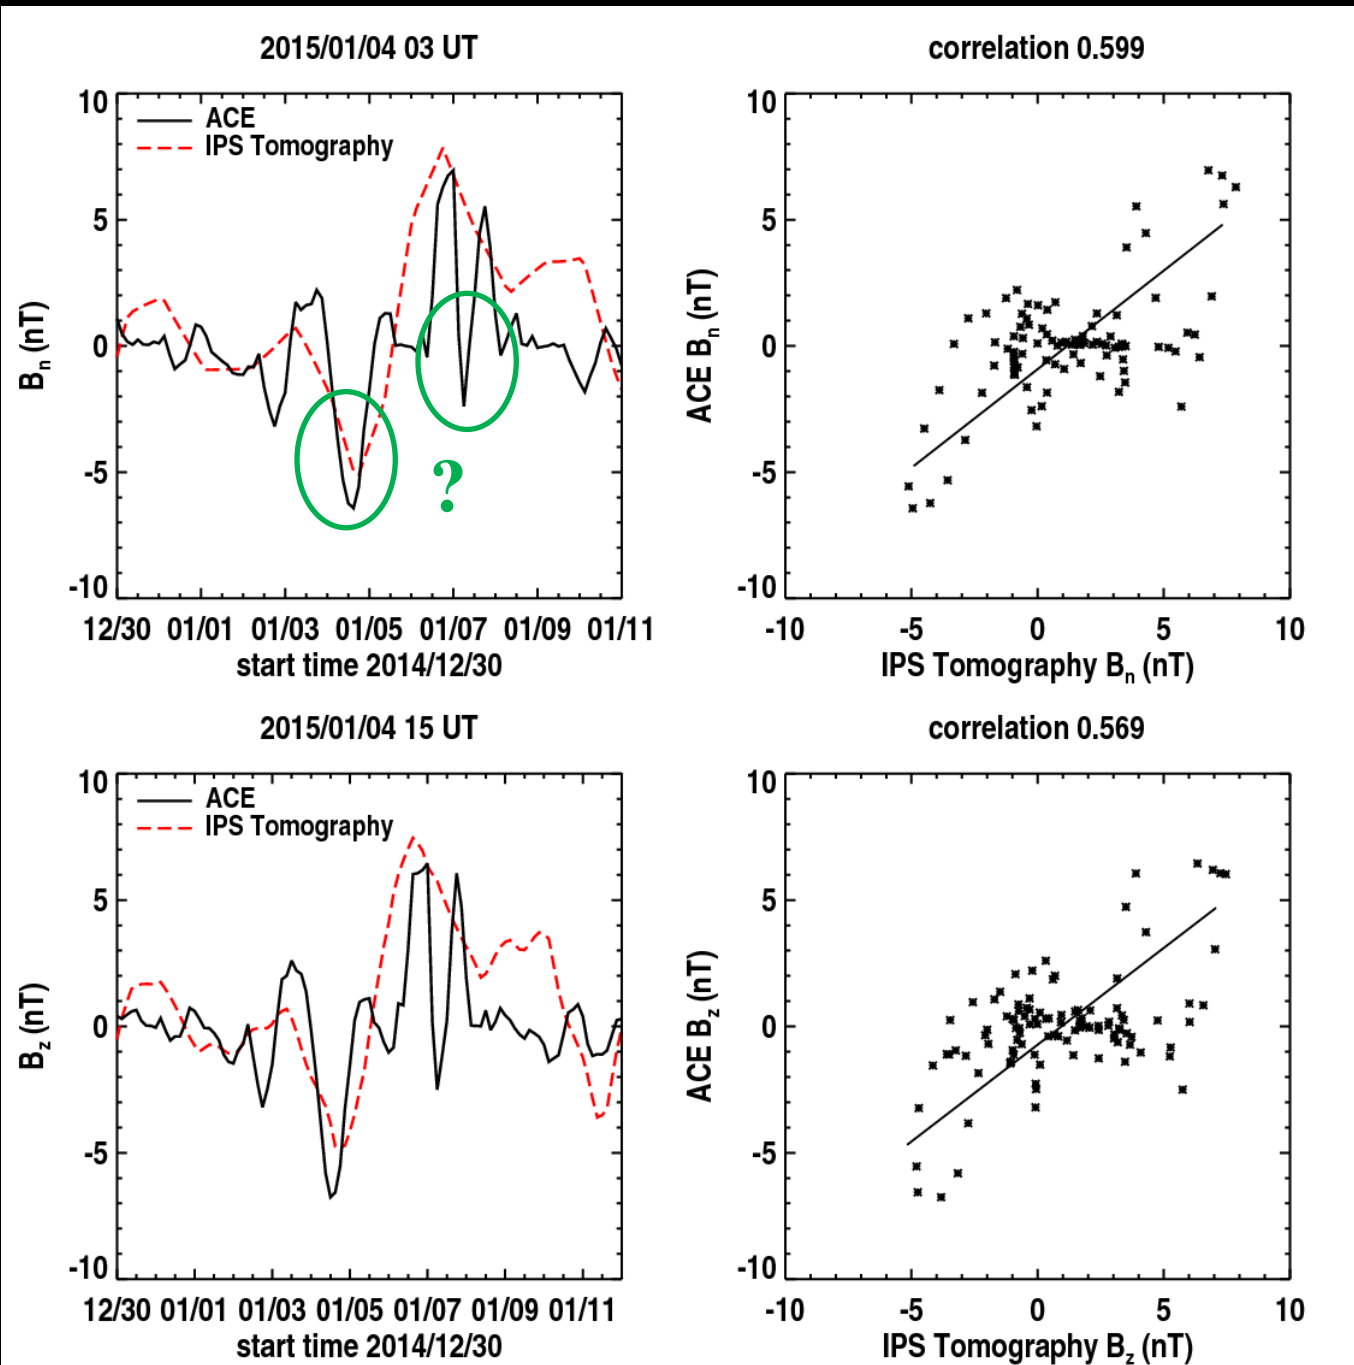 2015/01/04 03 UT
correlation 0.599
10
5
0
-5
-10
B_n (nT)
ACE
IPS Tomography
?
12/30 01/01 01/03 01/05 01/07 01/09 01/11
start time 2014/12/30
10
5
0
-5
-10
ACE B_n (nT)
-10 -5 0 5 10
IPS Tomography B_n (nT)
2015/01/04 15 UT
correlation 0.569
10
5
0
-5
-10
B_z (nT)
ACE
IPS Tomography
12/30 01/01 01/03 01/05 01/07 01/09 01/11
start time 2014/12/30
10
5
0
-5
-10
ACE B_z (nT)
-10 -5 0 5 10
IPS Tomography B_z (nT)